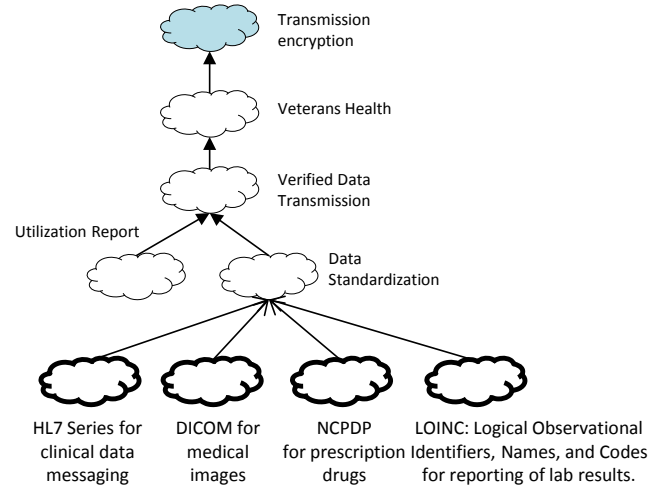 Transmission
encryption
Veterans Health
Verified Data
Transmission
Utilization Report
Data
Standardization
HL7 Series for
clinical data
messaging
DICOM for
medical
images
NCPDP
for prescription
drugs
LOINC: Logical Observational
Identifiers, Names, and Codes
for reporting of lab results.